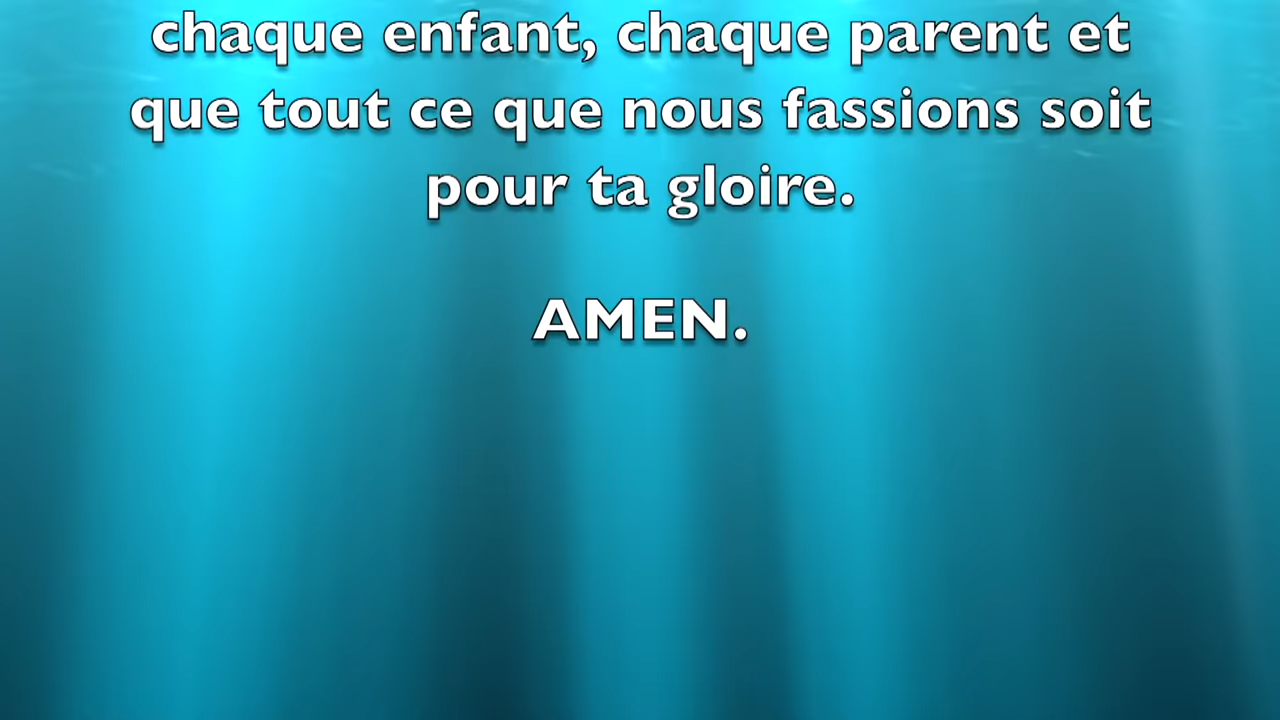 chaque enfant, chaque parent et
que tout ce que nous fassions soit
pour ta gloire.
AMEN.